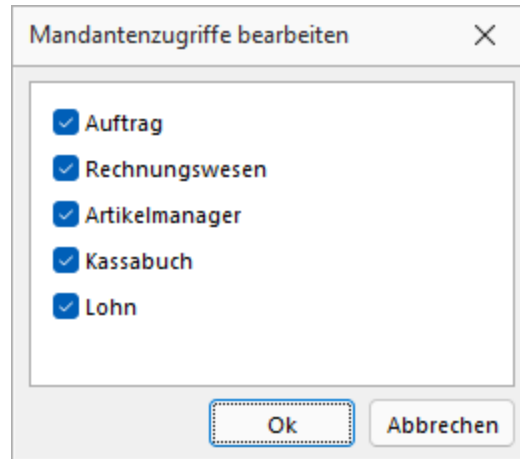 Mandantenzugriffe bearbeiten
Auftrag
Rechnungswesen
Artikelmanager
Kassabuch
Lohn
Ok
Abbrechen